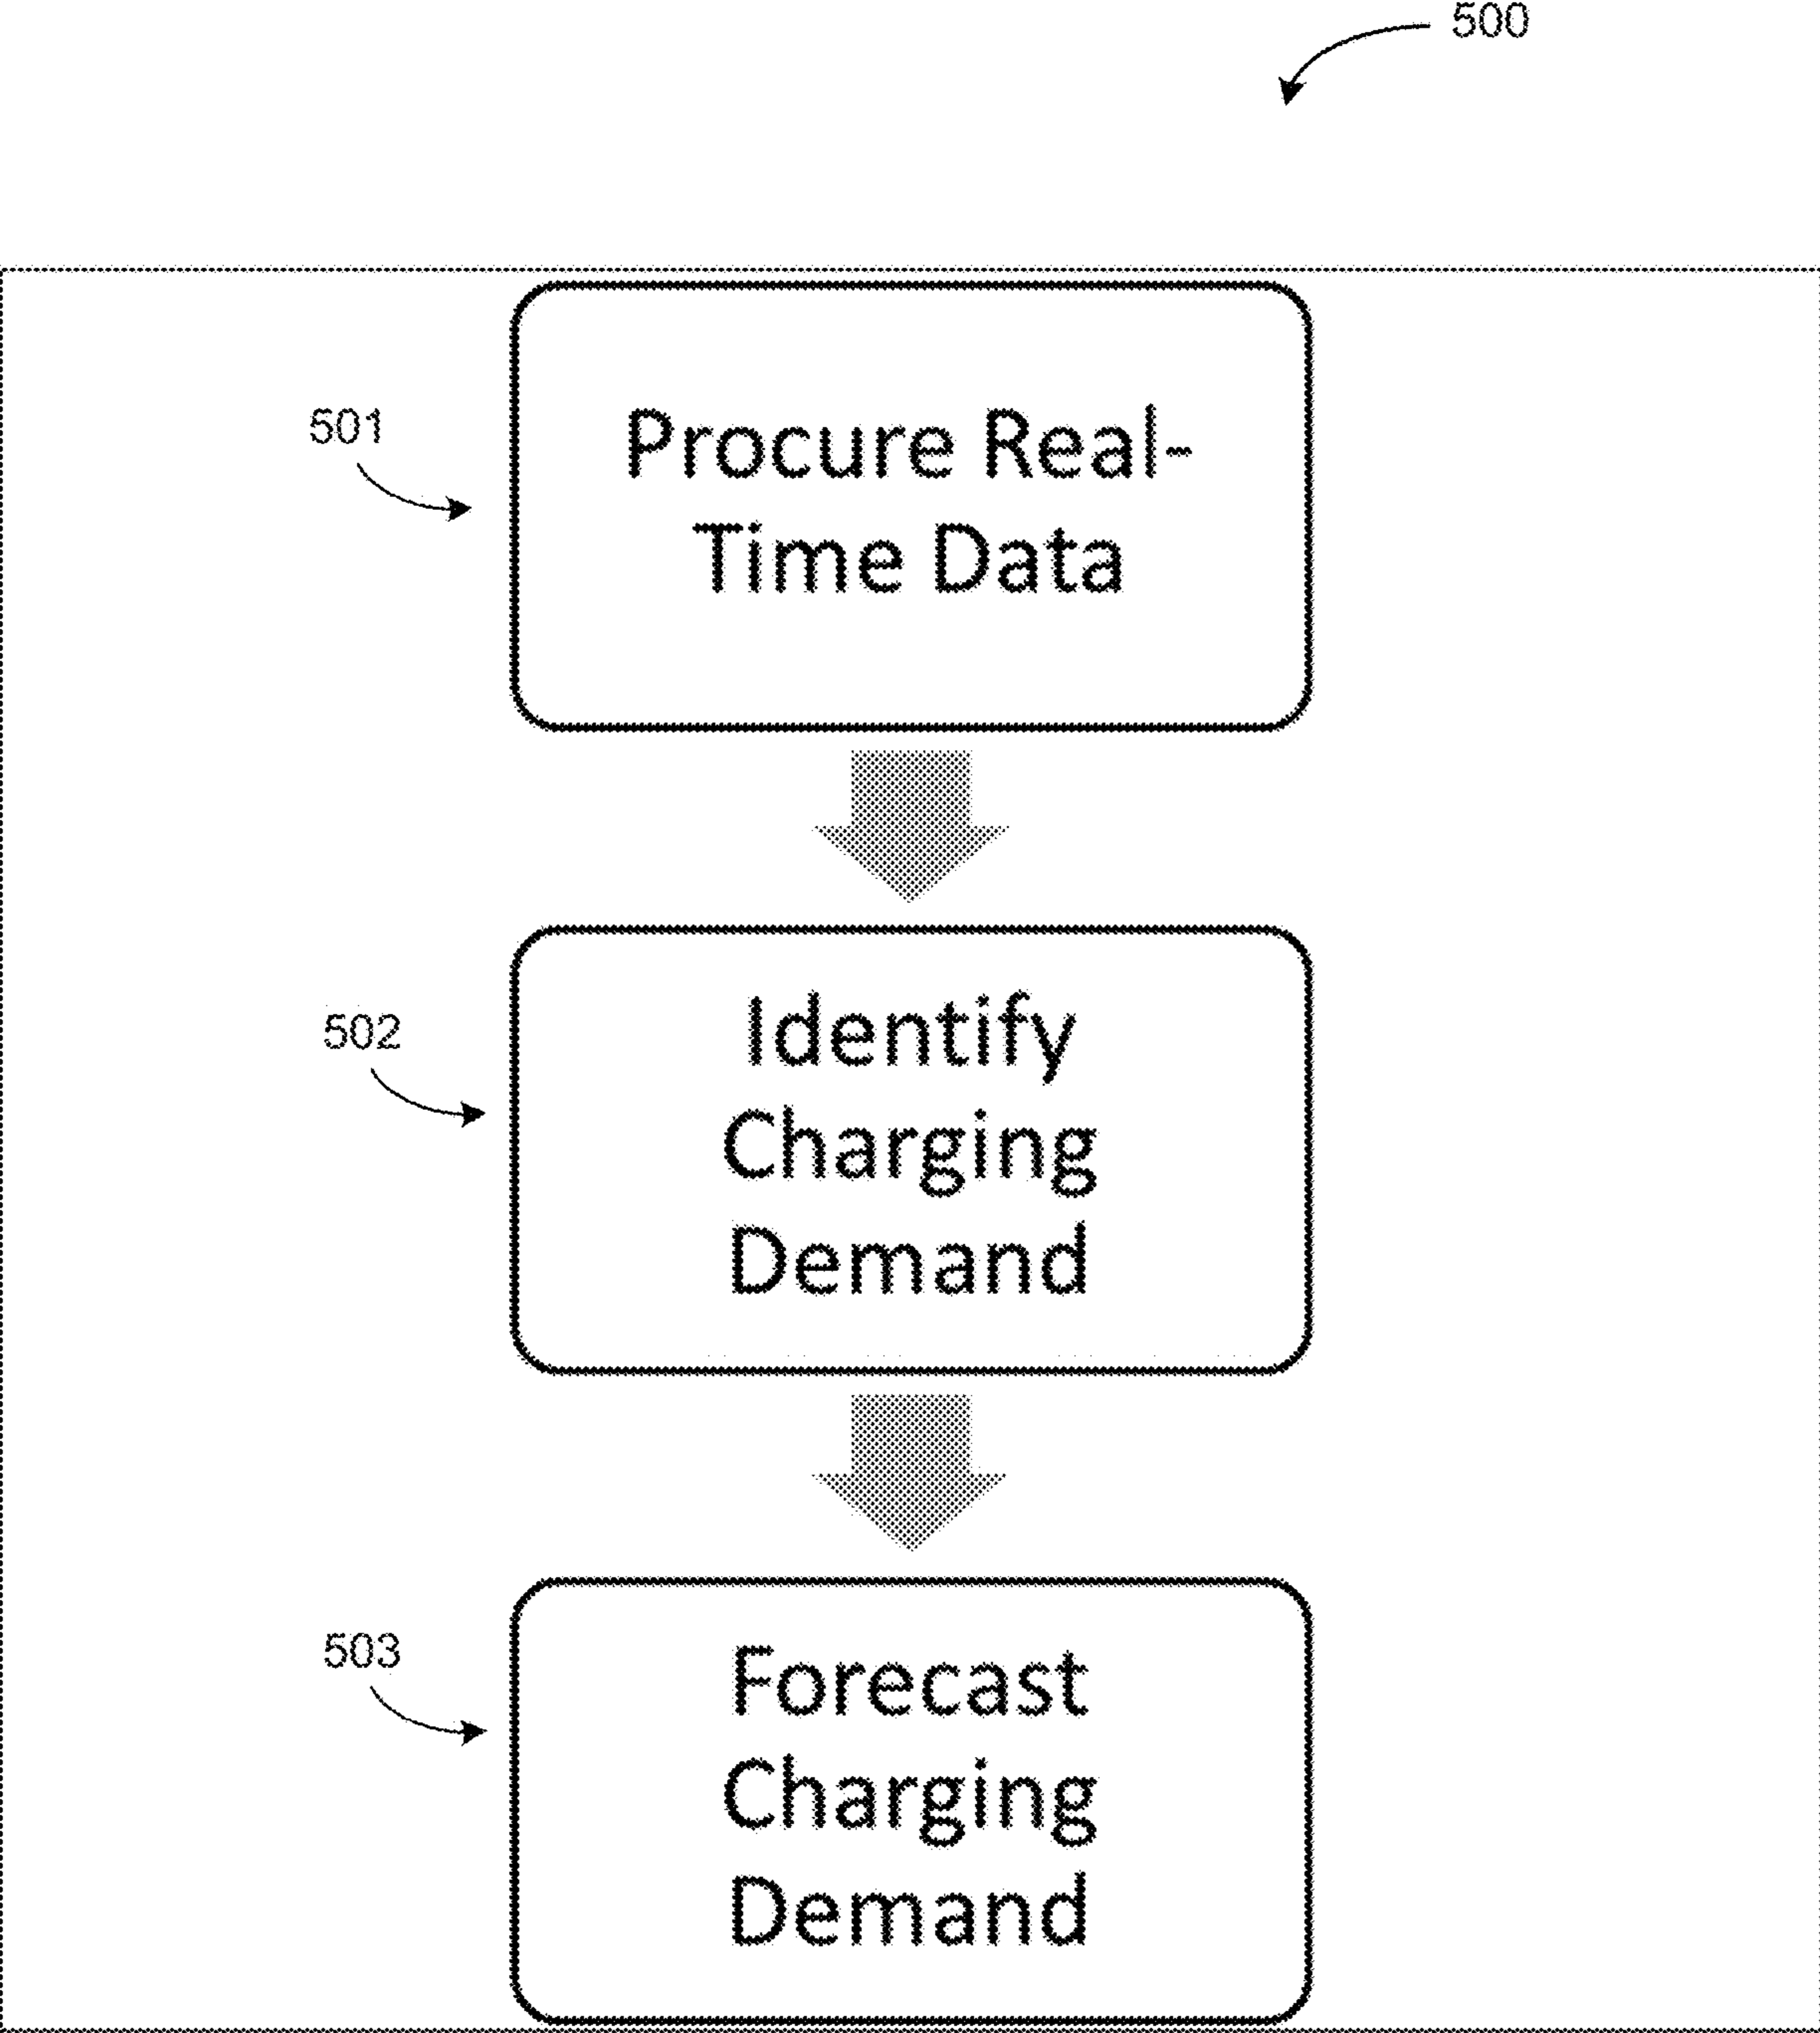 500
501
Procure Real-
Time Data
502
Identify
Charging
Demand
503
Forecast
Charging
Demand